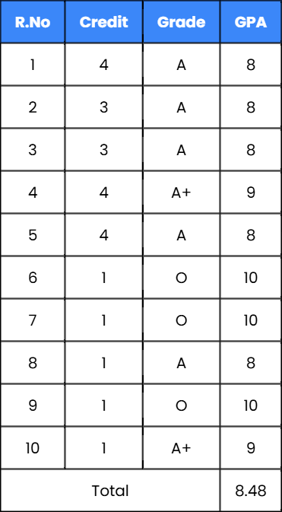 R.No Credit Grade GPA
1 4 A 8
2 3 A 8
3 3 A 8
4 4 A+ 9
5 4 A 8
6 1 O 10
7 1 O 10
8 1 A 8
9 1 O 10
10 1 A+ 9
Total 8.48